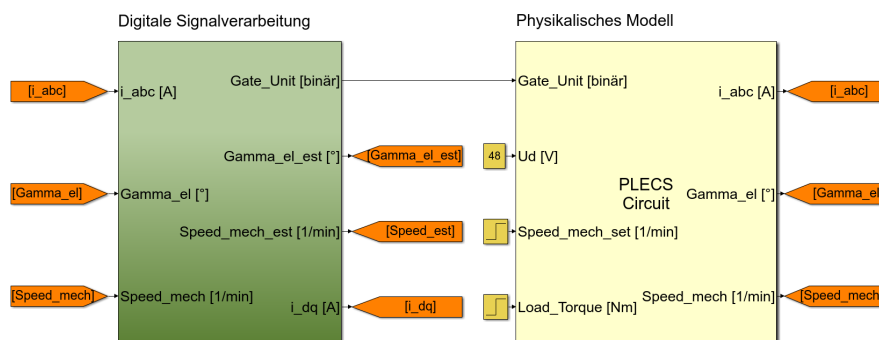 Digitale Signalverarbeitung
Physikalisches Modell
[i_abc]
i_abc [A]
Gate_Unit [binär]
Gate_Unit [binär]
i_abc [A]
[i_abc]
Gamma_el_est [°]
[Gamma_el_est]
48
Ud [V]
[Gamma_el]
Gamma_el [°]
PLECS
Circuit
Gamma_el [°]
[Gamma_el
Speed_mech_est [1/min]
[Speed_est]
Speed_mech_set [1/min]
[Speed_mech]
Speed_mech [1/min]
i_dq [A]
[i_dq]
Load_Torque [Nm]
Speed_mech [1/min]
[Speed_mech